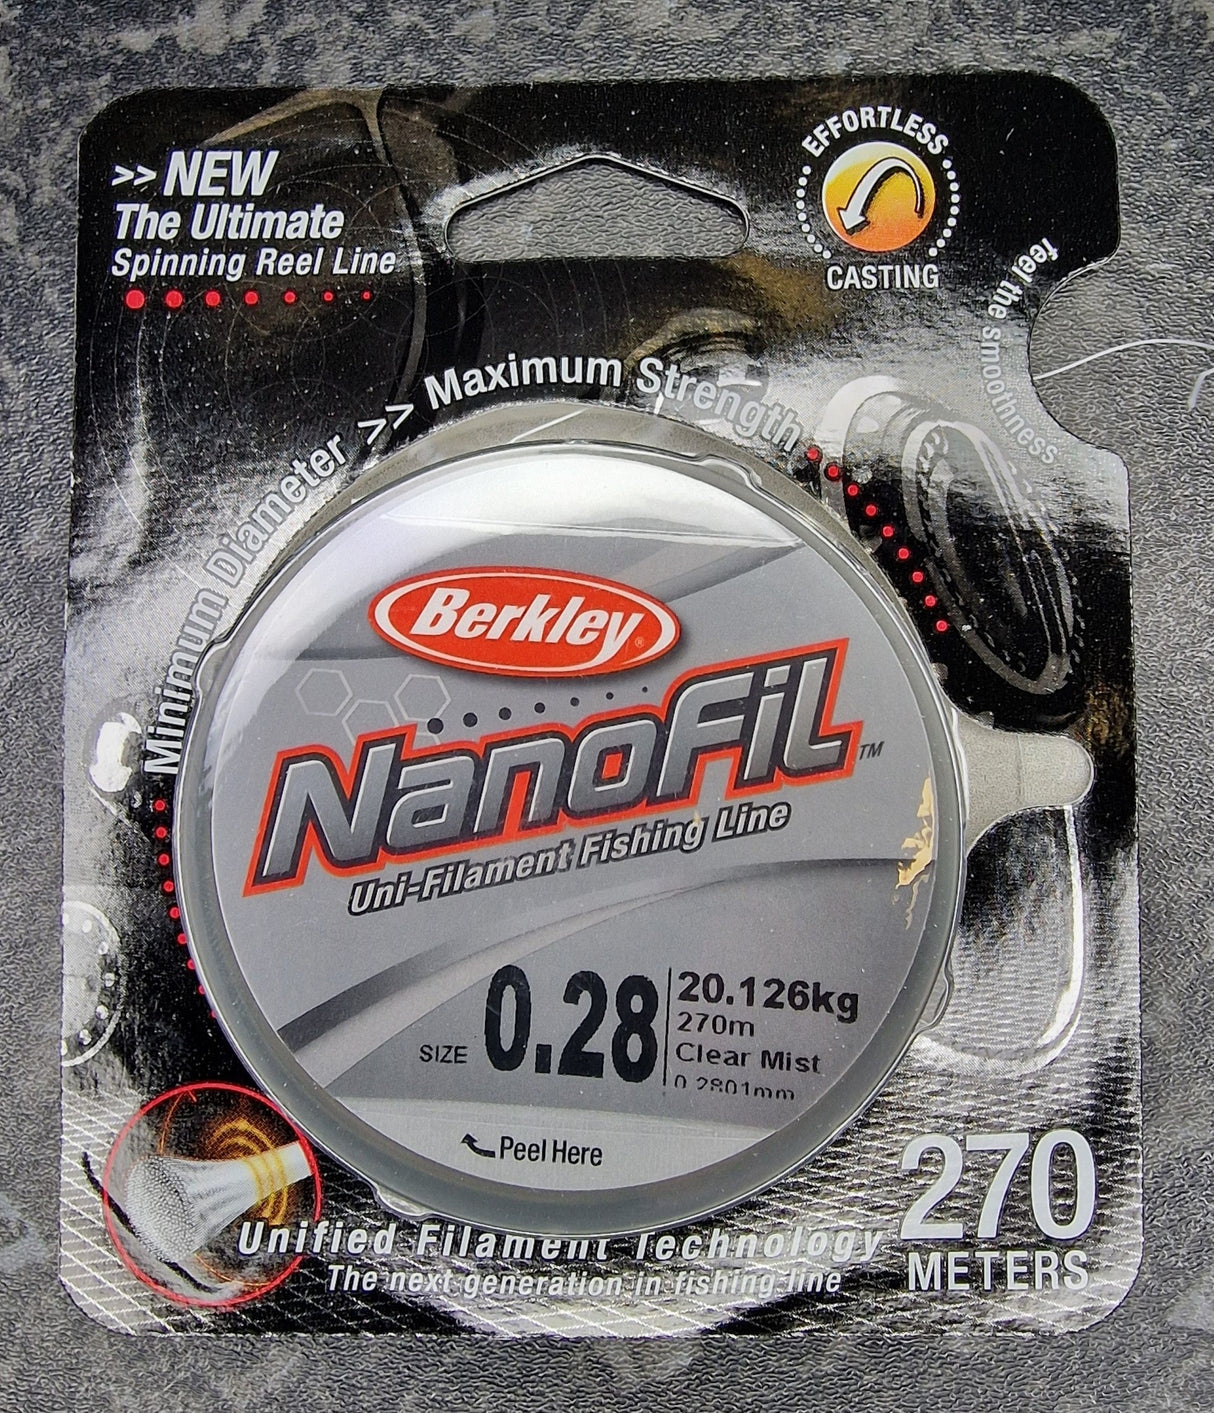 >> NEW
The Ultimate
Spinning Reel Line
EFFORTLESS
CASTING
feel the smoothness
Minimum Diameter >> Maximum Strength
Berkley®
NanoFil™
Uni-Filament Fishing Line
SIZE 0.28
20.126kg
270m
Clear Mist
0.2801mm
Peel Here
270
METERS
Unified Filament Technology
The next generation in fishing line